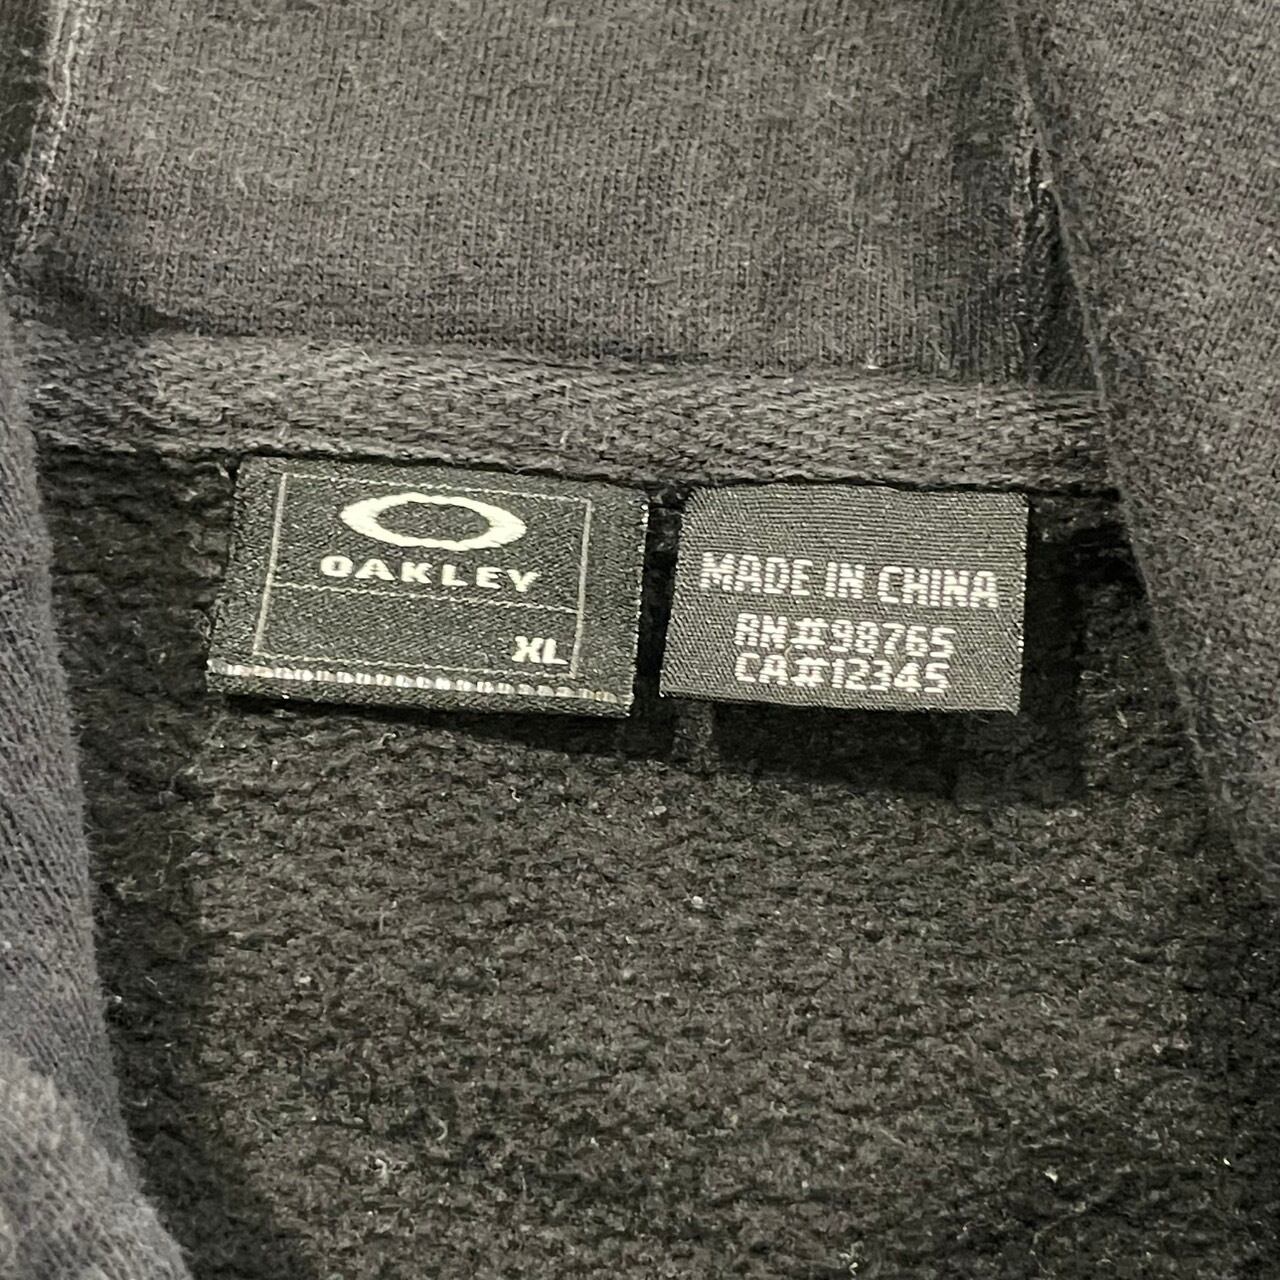 OAKLEY
XL
MADE IN CHINA
RN#98765
CA#12345